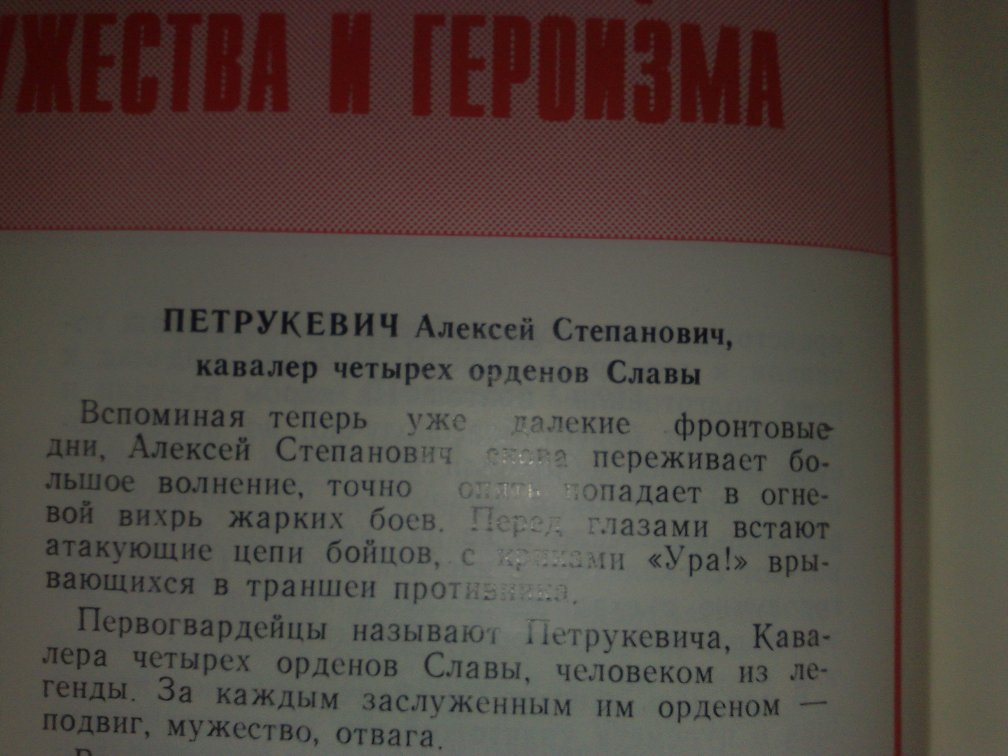 УЖЕСТВА И ГЕРОИЗМА
ПЕТРУКЕВИЧ Алексей Степанович,
кавалер четырех орденов Славы
Вспоминая теперь уже далекие фронтовые
дни, Алексей Степанович снова переживает бо-
льшое волнение, точно опять попадает в огне-
вой вихрь жарких боев. Перед глазами встают
атакующие цепи бойцов, с криками «Ура!» вры-
вающихся в траншеи противника.
Первогвардейцы называют Петрукевича, Кава-
лера четырех орденов Славы, человеком из ле-
генды. За каждым заслуженным им орденом —
подвиг, мужество, отвага.